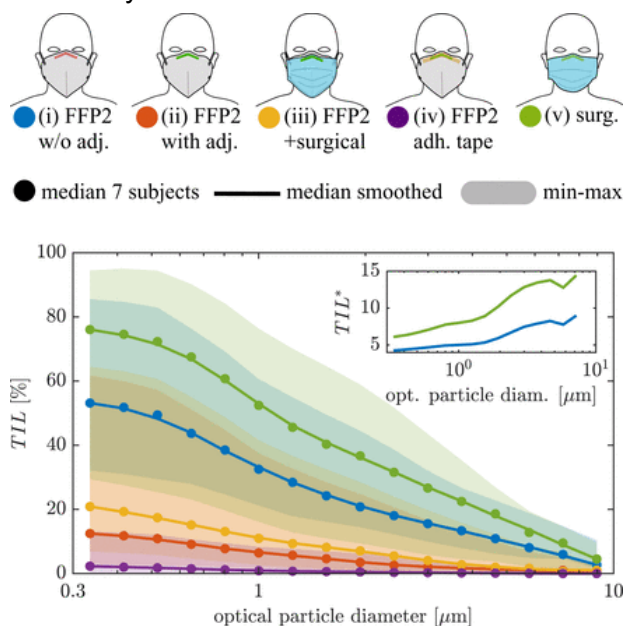 (i) FFP2 (ii) FFP2 (iii) FFP2 (iv) FFP2 (v) surg.
w/o adj. with adj. +surgical adh. tape
median 7 subjects median smoothed min-max
100
80
60
40
20
0
TIL [%]
15
10
5
TIL*
10⁰ 10¹
opt. particle diam. [μm]
0.3 1 10
optical particle diameter [μm]